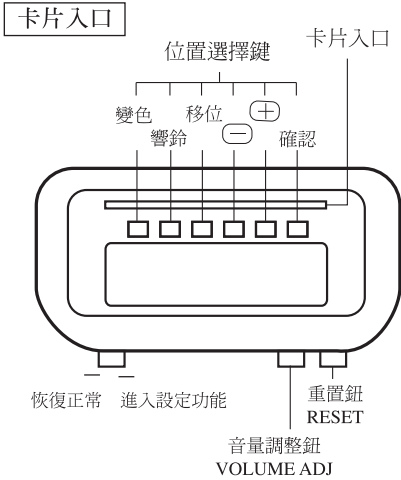 卡片入口
位置選擇鍵
卡片入口
變色
響鈴
移位
－
＋
確認
恢復正常
進入設定功能
重置鈕
RESET
音量調整鈕
VOLUME ADJ